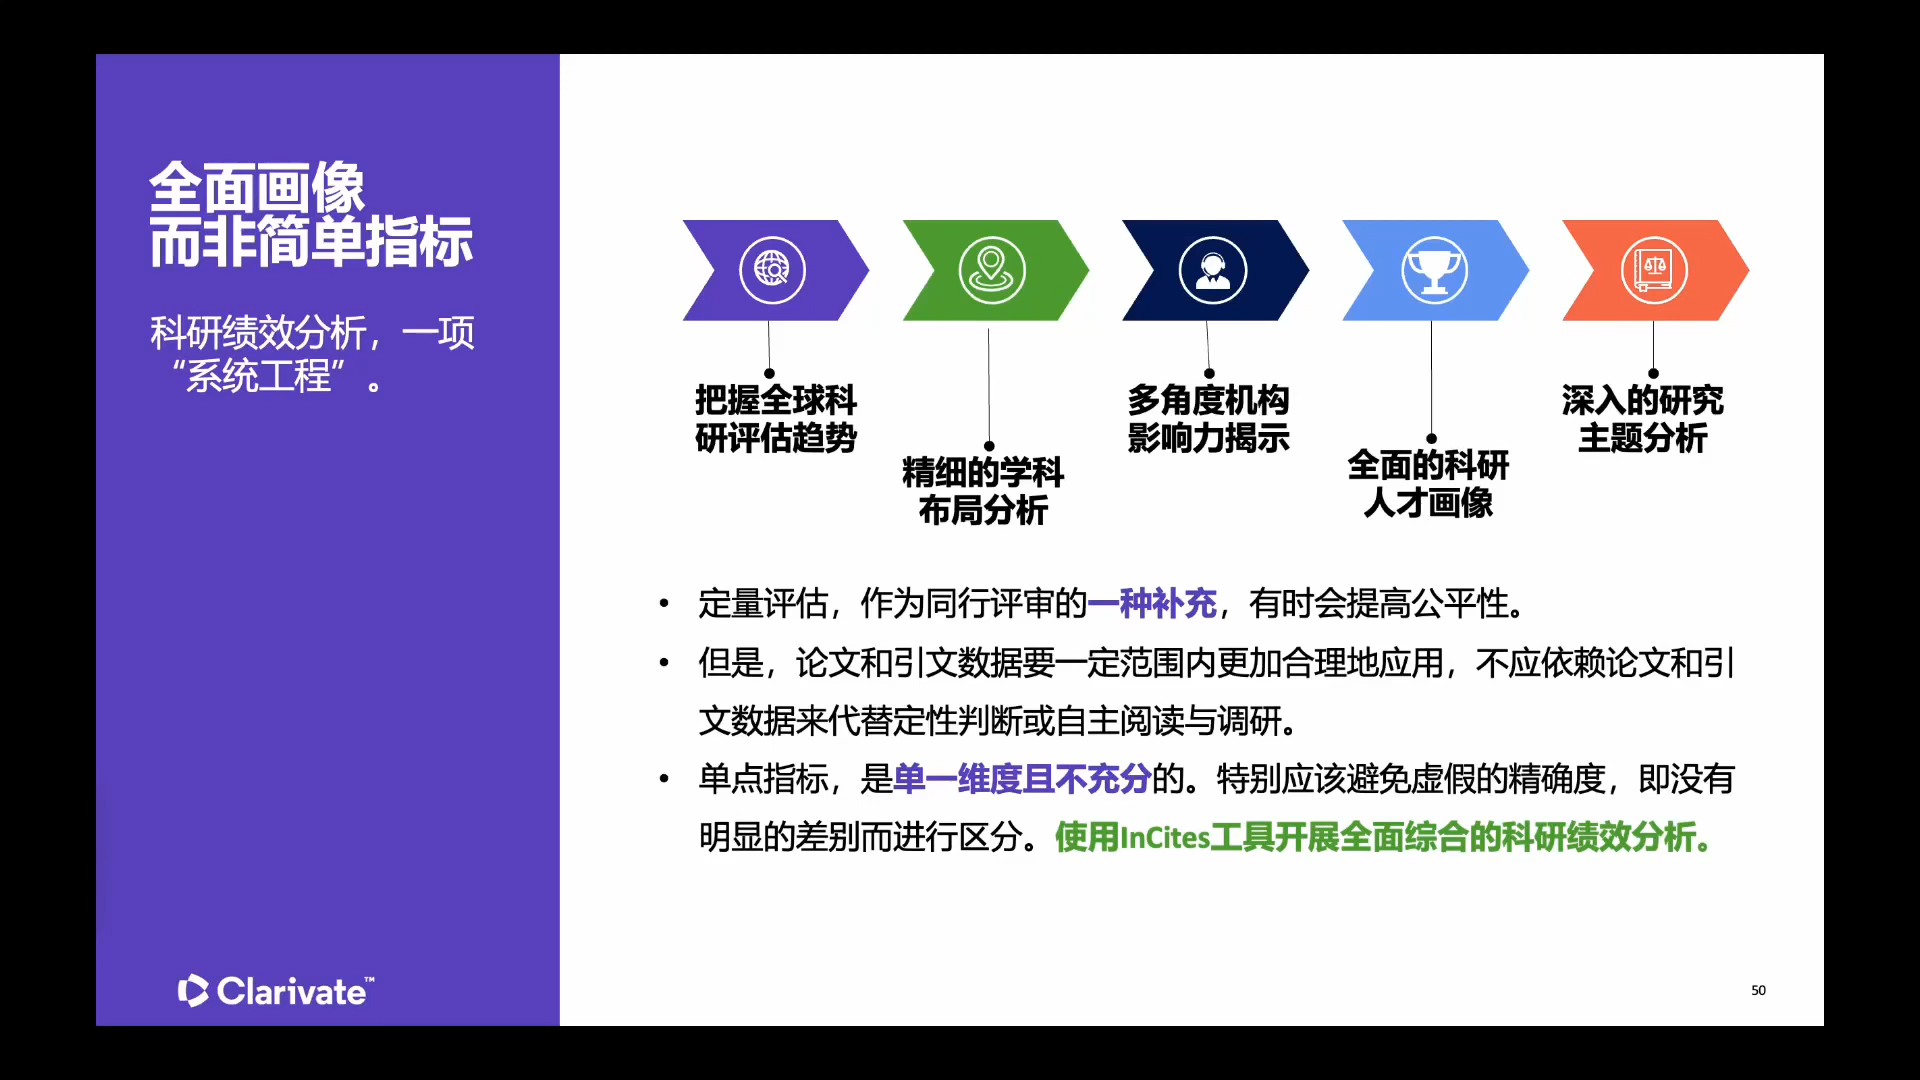 全面画像
而非简单指标
科研绩效分析，一项
“系统工程”。
把握全球科
研评估趋势
精细的学科
布局分析
多角度机构
影响力揭示
全面的科研
人才画像
深入的研究
主题分析
• 定量评估，作为同行评审的一种补充，有时会提高公平性。
• 但是，论文和引文数据要一定范围内更加合理地应用，不应依赖论文和引
文数据来代替定性判断或自主阅读与调研。
• 单点指标，是单一维度且不充分的。特别应该避免虚假的精确度，即没有
明显的差别而进行区分。使用InCites工具开展全面综合的科研绩效分析。
Clarivate™
50